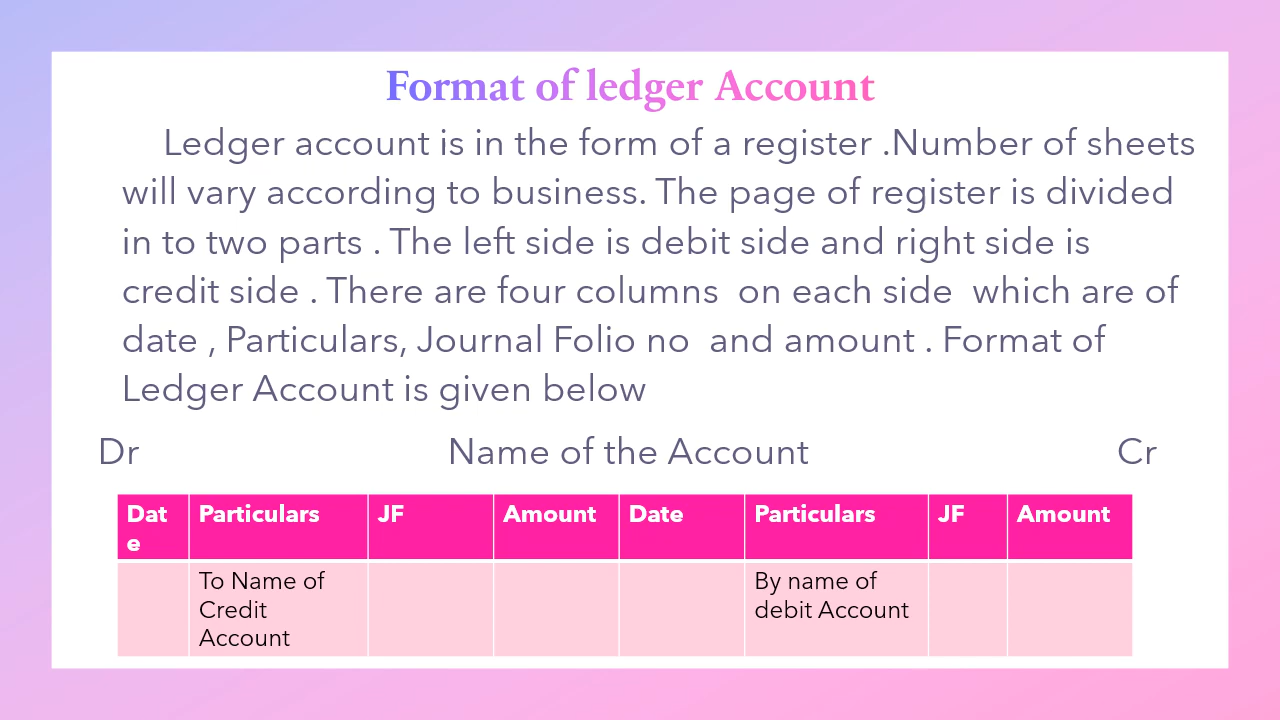 Format of ledger Account
Ledger account is in the form of a register .Number of sheets
will vary according to business. The page of register is divided
in to two parts . The left side is debit side and right side is
credit side . There are four columns  on each side  which are of
date , Particulars, Journal Folio no  and amount . Format of
Ledger Account is given below
Dr Name of the Account Cr
Dat Particulars JF Amount Date Particulars JF Amount
e
To Name of By name of
Credit debit Account
Account